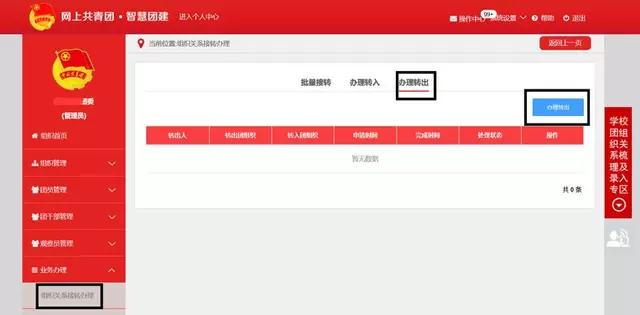 网上共青团·智慧团建 进入个人中心
操作中心 99+ 系统设置 帮助 退出
当前位置:组织关系接转办理 返回上一页
团委
(管理员)
批量接转 办理转入 办理转出
办理转出
组织首页
组织管理
团员管理
团干部管理
观察员管理
业务办理
组织关系接转办理
转出人 转出团组织 转入团组织 申请时间 完成时间 处理状态 操作
暂无数据
共 0 条
学校
团组织关系
梳理及录入
专区